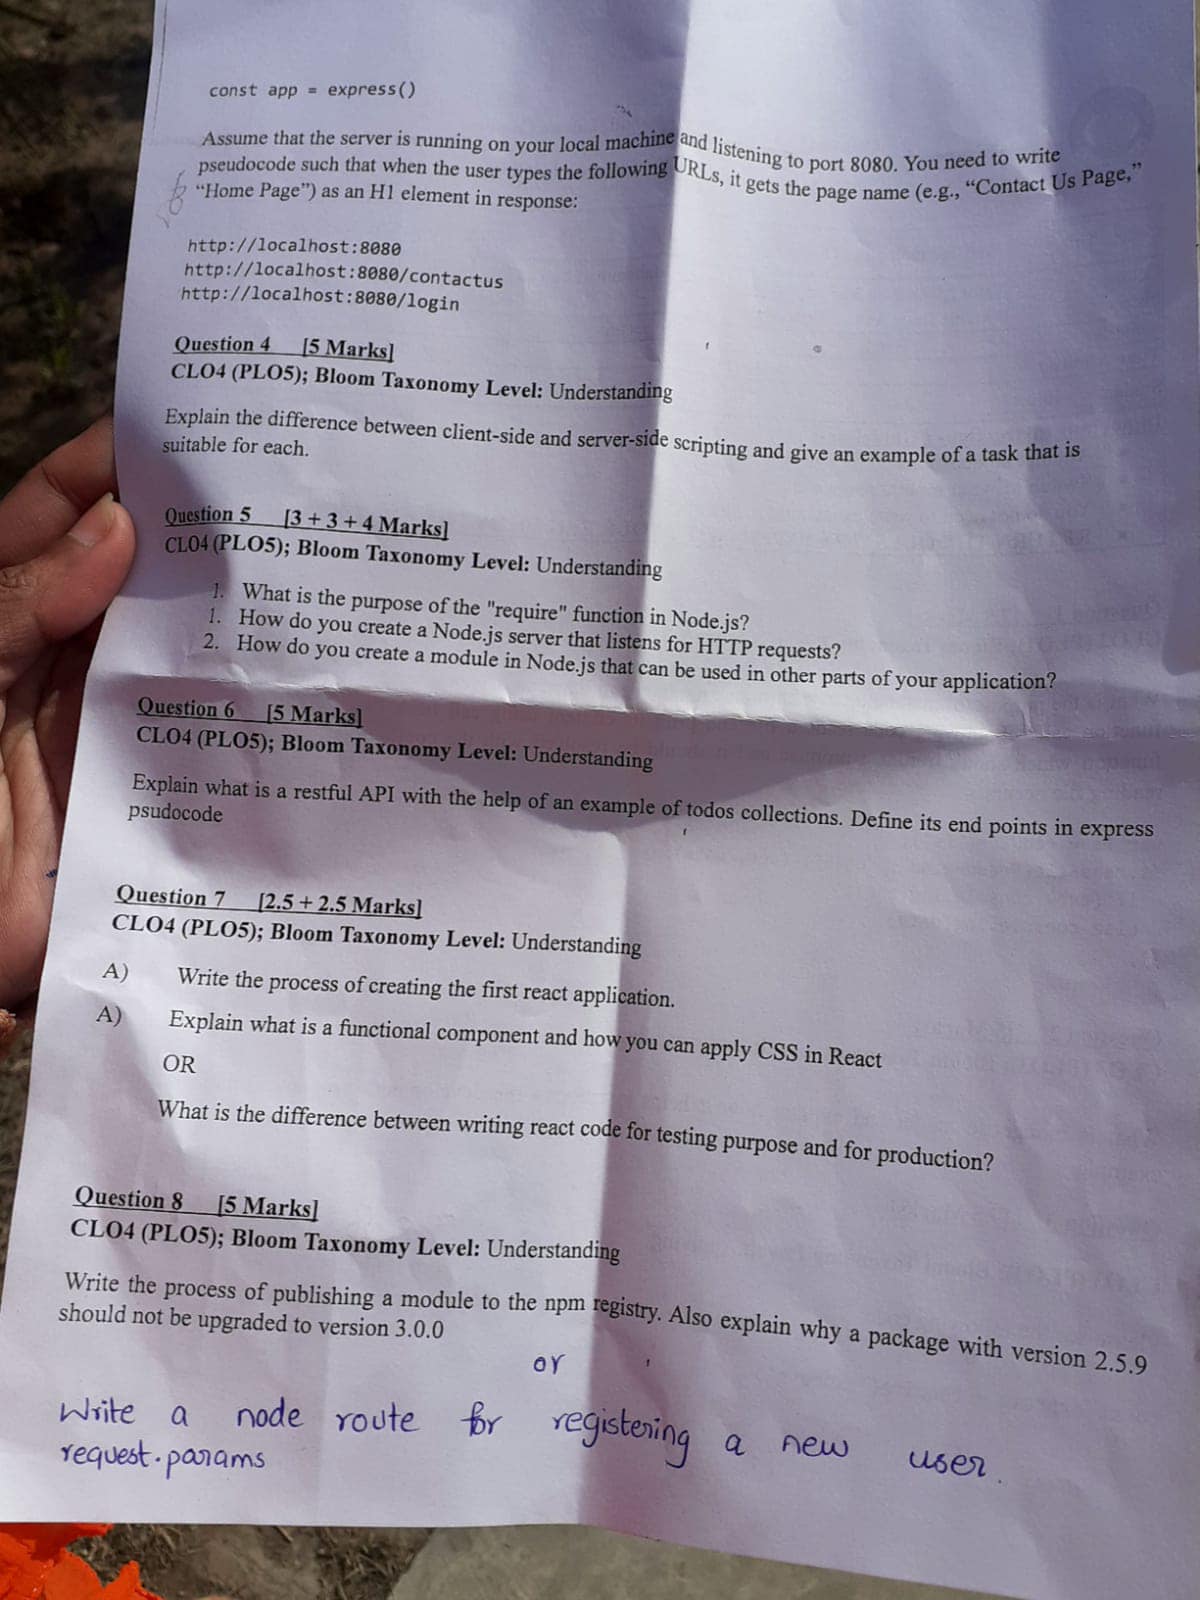 const app = express()
Assume that the server is running on your local machine and listening to port 8080. You need to write
pseudocode such that when the user types the following URLs, it gets the page name (e.g., “Contact Us Page,”
“Home Page”) as an H1 element in response:
http://localhost:8080
http://localhost:8080/contactus
http://localhost:8080/login
Question 4 [5 Marks]
CLO4 (PLO5); Bloom Taxonomy Level: Understanding
Explain the difference between client-side and server-side scripting and give an example of a task that is
suitable for each.
Question 5 [3 + 3 + 4 Marks]
CLO4 (PLO5); Bloom Taxonomy Level: Understanding
1. What is the purpose of the "require" function in Node.js?
1. How do you create a Node.js server that listens for HTTP requests?
2. How do you create a module in Node.js that can be used in other parts of your application?
Question 6 [5 Marks]
CLO4 (PLO5); Bloom Taxonomy Level: Understanding
Explain what is a restful API with the help of an example of todos collections. Define its end points in express
psudocode
Question 7 [2.5 + 2.5 Marks]
CLO4 (PLO5); Bloom Taxonomy Level: Understanding
A) Write the process of creating the first react application.
A) Explain what is a functional component and how you can apply CSS in React
OR
What is the difference between writing react code for testing purpose and for production?
Question 8 [5 Marks]
CLO4 (PLO5); Bloom Taxonomy Level: Understanding
Write the process of publishing a module to the npm registry. Also explain why a package with version 2.5.9
should not be upgraded to version 3.0.0
or
Write a node route for registering a new user.
request.params